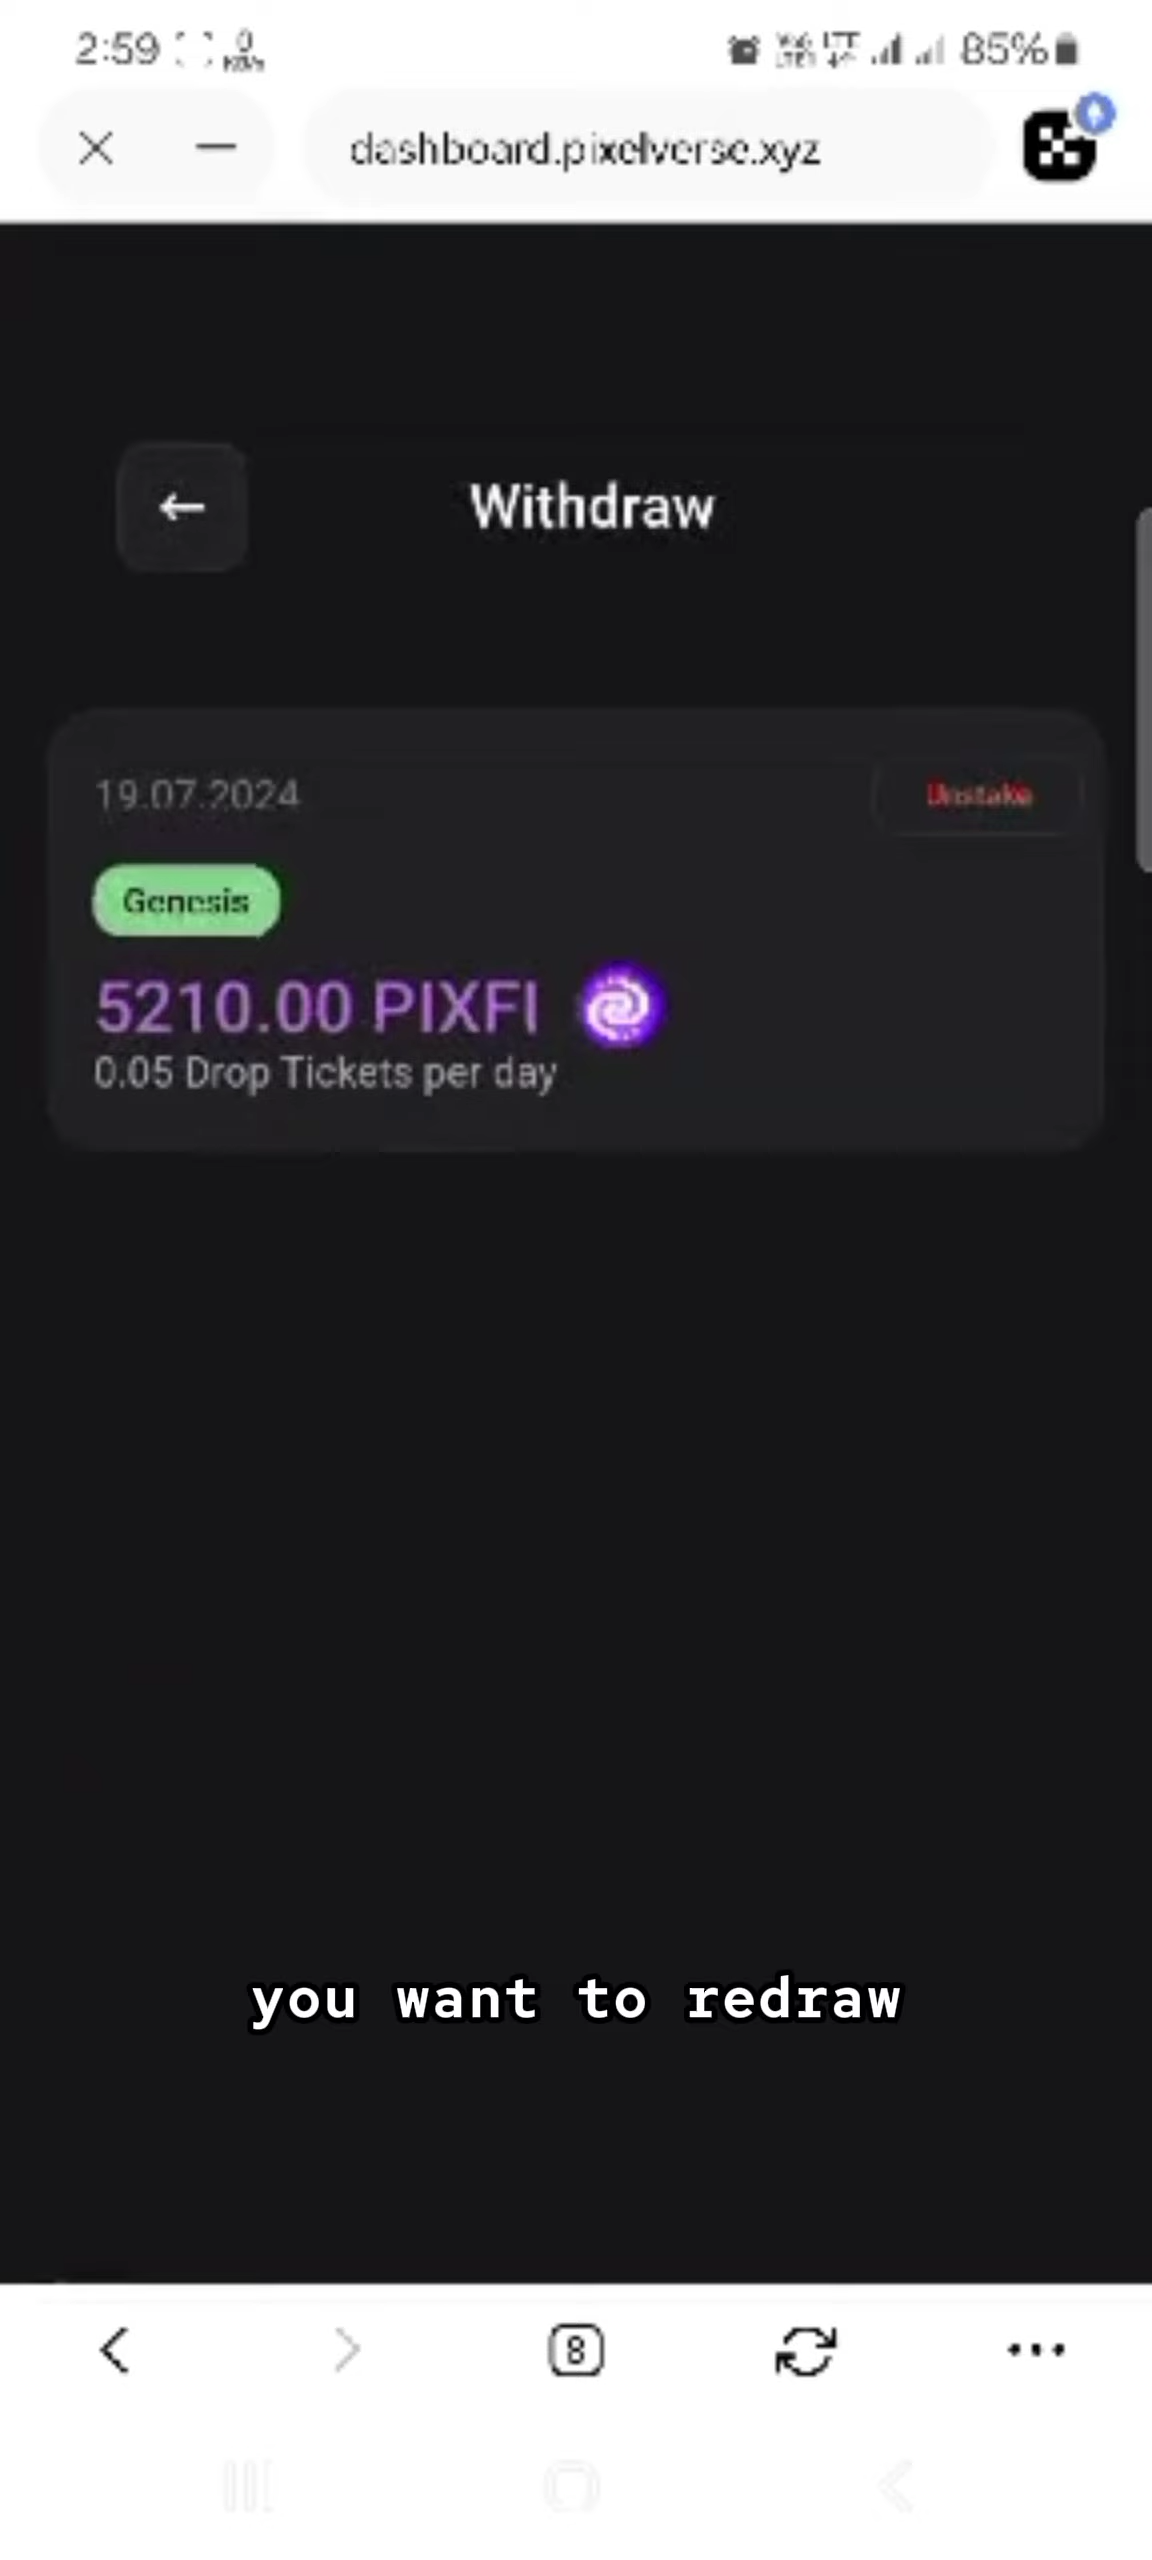 2:59 85%
dashboard.pixelverse.xyz
Withdraw
19.07.2024 Unstake
Genesis
5210.00 PIXFI
0.05 Drop Tickets per day
you want to redraw
8